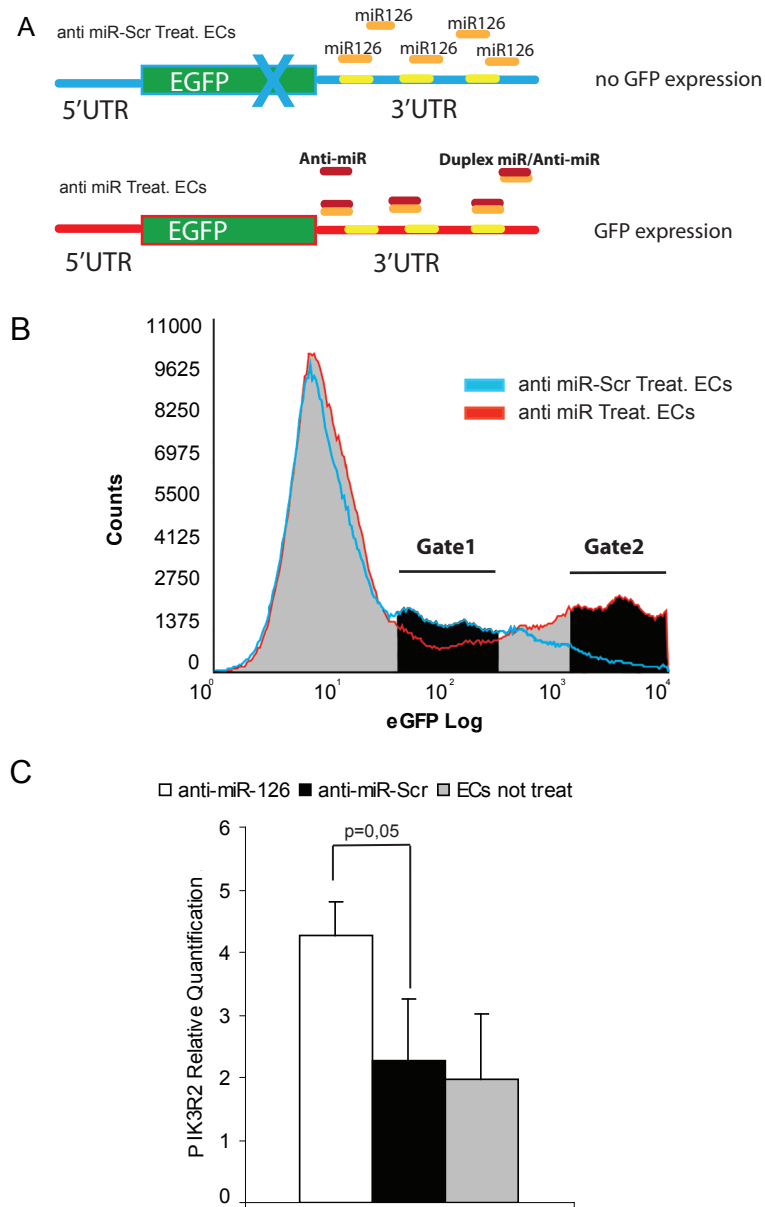 A
anti miR-Scr Treat. ECs
miR126
miR126
miR126
miR126
miR126
EGFP
X
no GFP expression
5'UTR
3'UTR
Anti-miR
Duplex miR/Anti-miR
anti miR Treat. ECs
EGFP
GFP expression
5'UTR
3'UTR
B
11000
9625
8250
6975
5500
4125
2750
1375
0
Counts
anti miR-Scr Treat. ECs
anti miR Treat. ECs
Gate1
Gate2
10^0
10^1
10^2
10^3
10^4
eGFP Log
C
anti-miR-126 anti-miR-Scr ECs not treat
p=0,05
6
5
4
3
2
1
0
PIK3R2 Relative Quantification